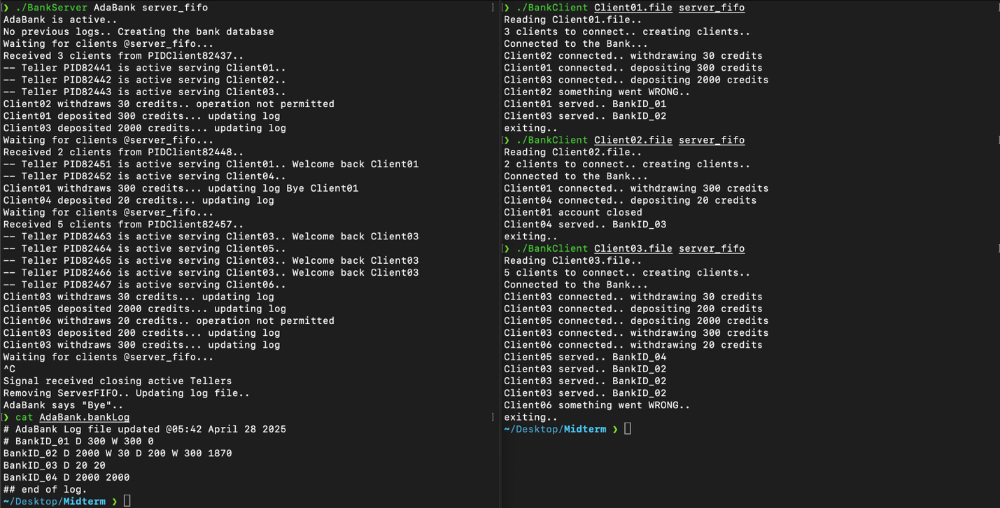 ❯ ./BankServer AdaBank server_fifo
AdaBank is active..
No previous logs.. Creating the bank database
Waiting for clients @server_fifo...
Received 3 clients from PIDClient82437..
-- Teller PID82441 is active serving Client01..
-- Teller PID82442 is active serving Client02..
-- Teller PID82443 is active serving Client03..
Client02 withdraws 30 credits.. operation not permitted
Client01 deposited 300 credits... updating log
Client03 deposited 2000 credits... updating log
Waiting for clients @server_fifo...
Received 2 clients from PIDClient82448..
-- Teller PID82451 is active serving Client01.. Welcome back Client01
-- Teller PID82452 is active serving Client04..
Client01 withdraws 300 credits... updating log Bye Client01
Client04 deposited 20 credits... updating log
Waiting for clients @server_fifo...
Received 5 clients from PIDClient82457..
-- Teller PID82463 is active serving Client03.. Welcome back Client03
-- Teller PID82464 is active serving Client05..
-- Teller PID82465 is active serving Client03.. Welcome back Client03
-- Teller PID82466 is active serving Client03.. Welcome back Client03
-- Teller PID82467 is active serving Client06..
Client03 withdraws 30 credits... updating log
Client05 deposited 2000 credits... updating log
Client06 withdraws 20 credits.. operation not permitted
Client03 deposited 200 credits... updating log
Client03 withdraws 300 credits... updating log
Waiting for clients @server_fifo...
^C
Signal received closing active Tellers
Removing ServerFIFO.. Updating log file..
AdaBank says "Bye"..
❯ cat AdaBank.bankLog
# AdaBank Log file updated @05:42 April 28 2025
# BankID_01 D 300 W 300 0
BankID_02 D 2000 W 30 D 200 W 300 1870
BankID_03 D 20 20
BankID_04 D 2000 2000
## end of log.
~/Desktop/Midterm ❯
❯ ./BankClient Client01.file server_fifo
Reading Client01.file..
3 clients to connect.. creating clients..
Connected to the Bank...
Client02 connected.. withdrawing 30 credits
Client01 connected.. depositing 300 credits
Client03 connected.. depositing 2000 credits
Client02 something went WRONG..
Client01 served.. BankID_01
Client03 served.. BankID_02
exiting..
❯ ./BankClient Client02.file server_fifo
Reading Client02.file..
2 clients to connect.. creating clients..
Connected to the Bank...
Client01 connected.. withdrawing 300 credits
Client04 connected.. depositing 20 credits
Client01 account closed
Client04 served.. BankID_03
exiting..
❯ ./BankClient Client03.file server_fifo
Reading Client03.file..
5 clients to connect.. creating clients..
Connected to the Bank...
Client03 connected.. withdrawing 30 credits
Client03 connected.. depositing 200 credits
Client05 connected.. depositing 2000 credits
Client03 connected.. withdrawing 300 credits
Client06 connected.. withdrawing 20 credits
Client05 served.. BankID_04
Client03 served.. BankID_02
Client03 served.. BankID_02
Client03 served.. BankID_02
Client06 something went WRONG..
exiting..
~/Desktop/Midterm ❯